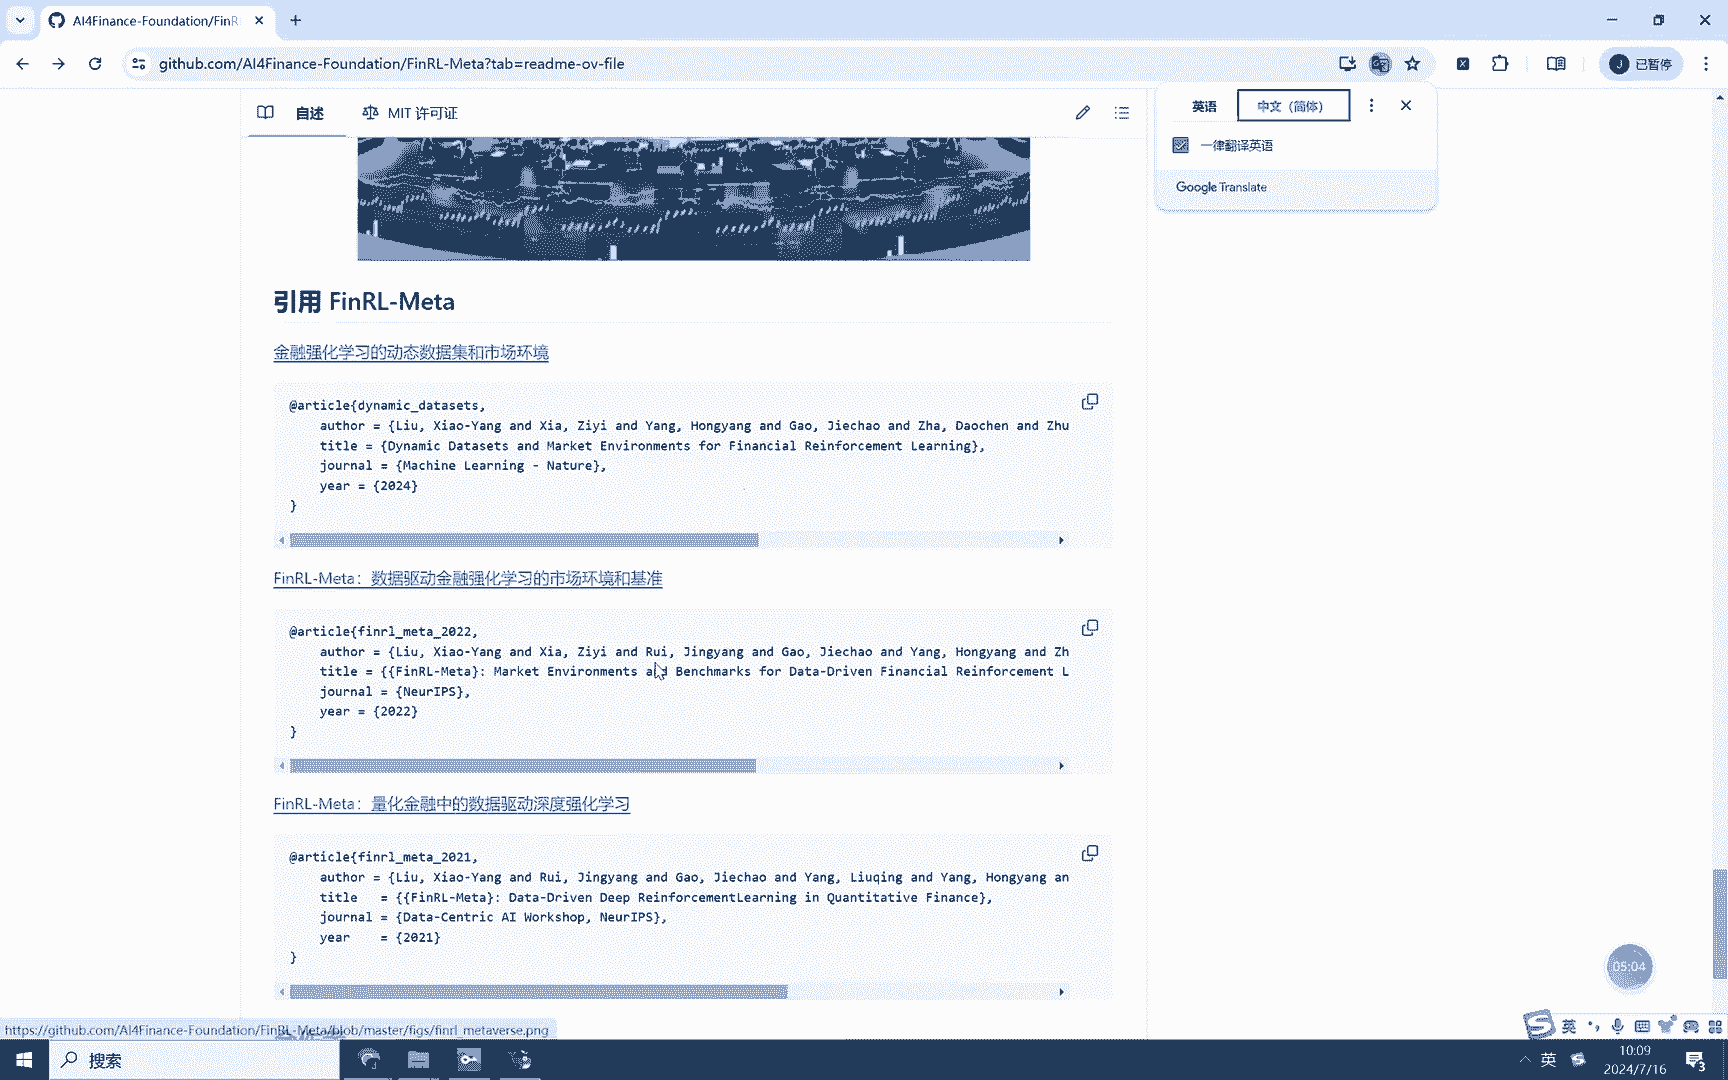 AI4Finance-Foundation/FinR
github.com/AI4Finance-Foundation/FinRL-Meta?tab=readme-ov-file
J 已暂停
自述
MIT 许可证
英语
中文（简体）
一律翻译英语
Google Translate
引用 FinRL-Meta
金融强化学习的动态数据集和市场环境
@article{dynamic_datasets,
author = {Liu, Xiao-Yang and Xia, Ziyi and Yang, Hongyang and Gao, Jiechao and Zha, Daochen and Zhu
title = {Dynamic Datasets and Market Environments for Financial Reinforcement Learning},
journal = {Machine Learning - Nature},
year = {2024}
}
FinRL-Meta：数据驱动金融强化学习的市场环境和基准
@article{finrl_meta_2022,
author = {Liu, Xiao-Yang and Xia, Ziyi and Rui, Jingyang and Gao, Jiechao and Yang, Hongyang and Zh
title = {{FinRL-Meta}: Market Environments and Benchmarks for Data-Driven Financial Reinforcement L
journal = {NeurIPS},
year = {2022}
}
FinRL-Meta：量化金融中的数据驱动深度强化学习
@article{finrl_meta_2021,
author = {Liu, Xiao-Yang and Rui, Jingyang and Gao, Jiechao and Yang, Liuqing and Yang, Hongyang an
title = {{FinRL-Meta}: Data-Driven Deep ReinforcementLearning in Quantitative Finance},
journal = {Data-Centric AI Workshop, NeurIPS},
year = {2021}
}
05:04
https://github.com/AI4Finance-Foundation/FinRL-Meta/blob/master/figs/finrl_metaverse.png
英
搜索
英
10:09
2024/7/16
3